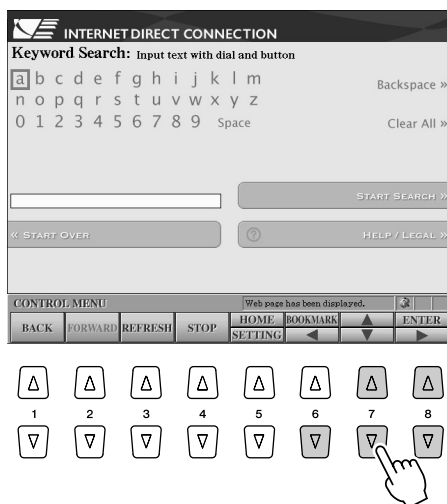 INTERNET DIRECT CONNECTION
Keyword Search: Input text with dial and button
a b c d e f g h i j k l m
Backspace »
n o p q r s t u v w x y z
0 1 2 3 4 5 6 7 8 9 Space
Clear All »
START SEARCH »
« START OVER
? HELP / LEGAL »
CONTROL MENU Web page has been displayed.
BACK FORWARD REFRESH STOP HOME BOOKMARK ▲ ENTER
SETTING ◀ ▼ ▶
1 2 3 4 5 6 7 8